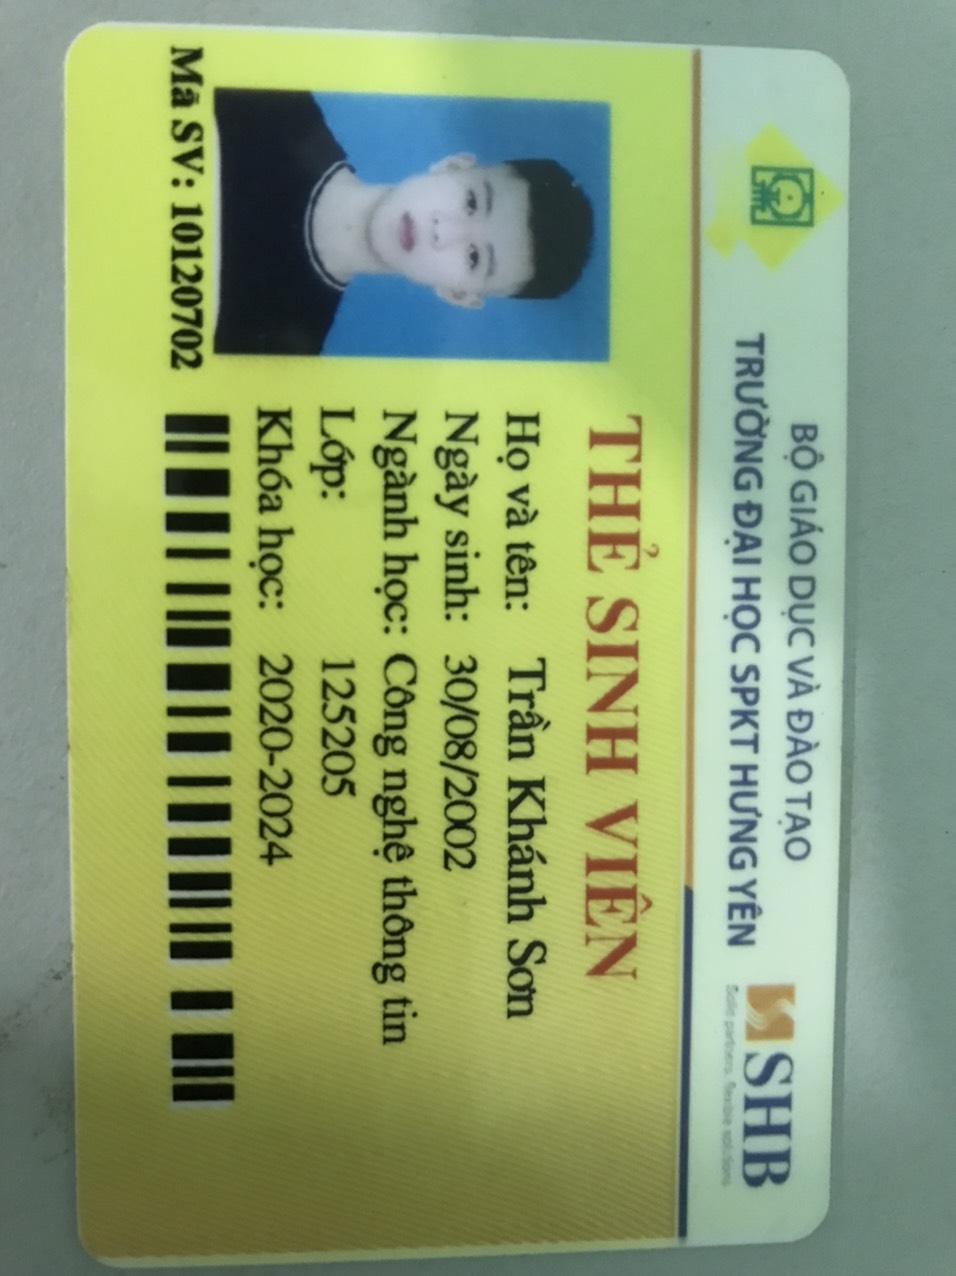 BỘ GIÁO DỤC VÀ ĐÀO TẠO
TRƯỜNG ĐẠI HỌC SPKT HƯNG YÊN
SHB
Solid partners, flexible solutions
THẺ SINH VIÊN
Họ và tên: Trần Khánh Sơn
Ngày sinh: 30/08/2002
Ngành học: Công nghệ thông tin
Lớp: 125205
Khóa học: 2020-2024
Mã SV: 10120702